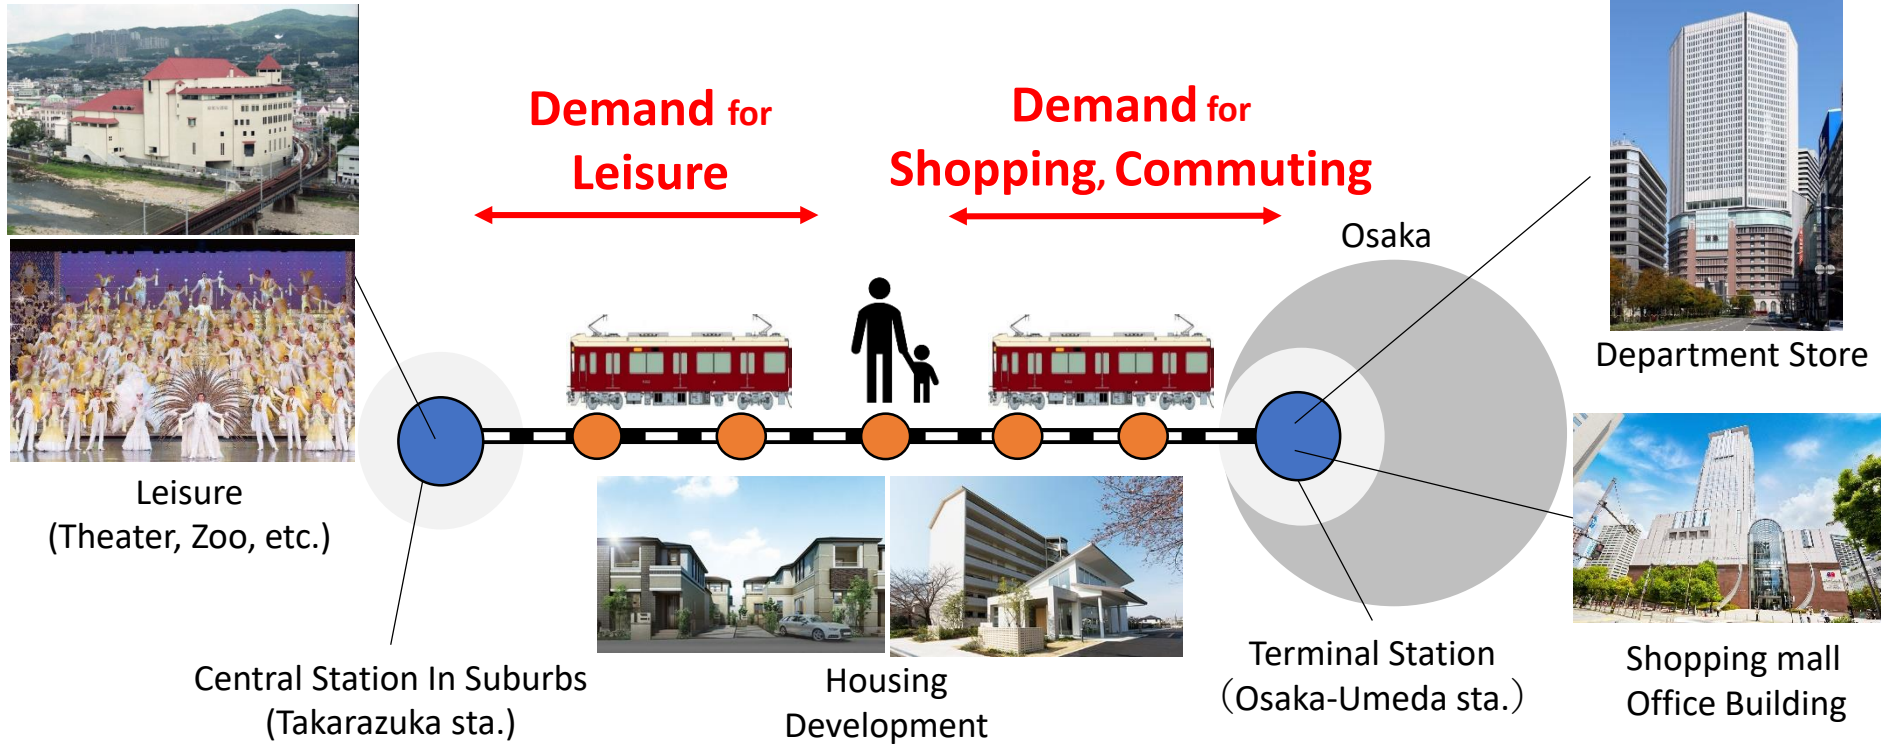 Demand for
Leisure
Demand for
Shopping, Commuting
Osaka
Department Store
Leisure
(Theater, Zoo, etc.)
Central Station In Suburbs
(Takarazuka sta.)
Housing
Development
Terminal Station
（Osaka-Umeda sta.）
Shopping mall
Office Building